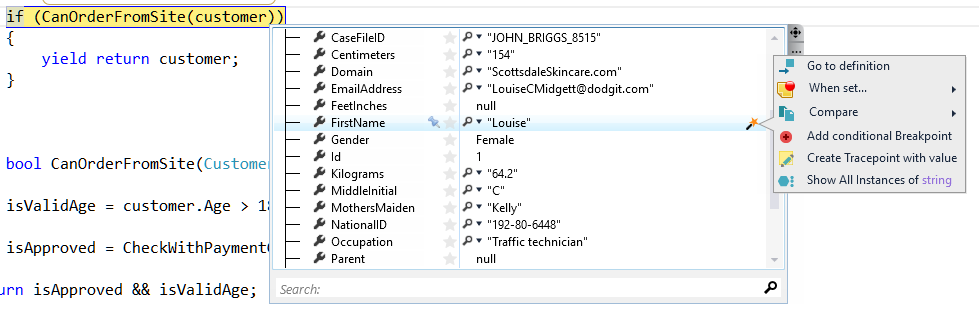 if (CanOrderFromSite(customer))
{
yield return customer;
}
bool CanOrderFromSite(Customer
isValidAge = customer.Age > 18
isApproved = CheckWithPayment
urn isApproved && isValidAge;
CaseFileID "JOHN_BRIGGS_8515"
Centimeters "154"
Domain "ScottsdaleSkincare.com"
EmailAddress "LouiseCMidgett@dodgit.com"
FeetInches null
FirstName "Louise"
Gender Female
Id 1
Kilograms "64.2"
MiddleInitial "C"
MothersMaiden "Kelly"
NationalID "192-80-6448"
Occupation "Traffic technician"
Parent null
Search:
Go to definition
When set...
Compare
Add conditional Breakpoint
Create Tracepoint with value
Show All Instances of string